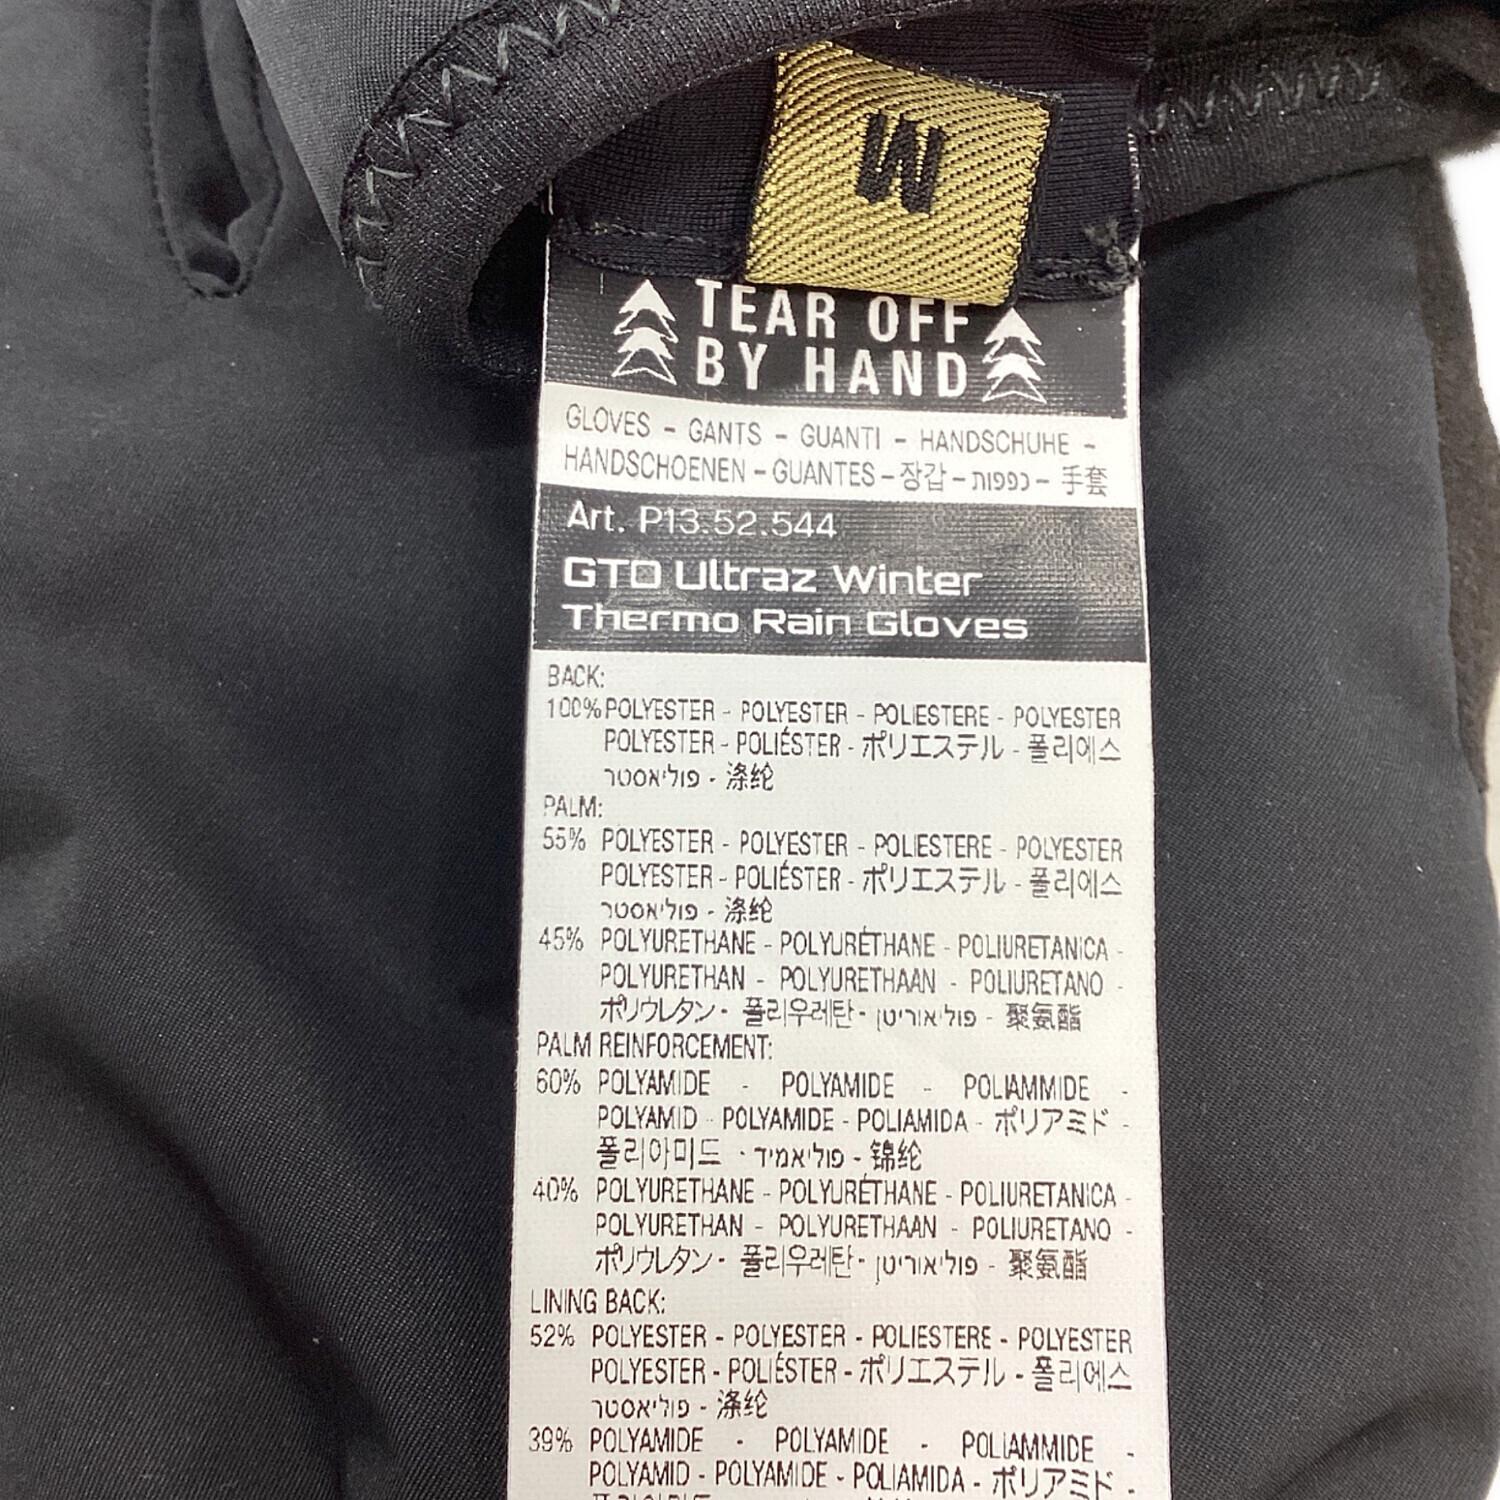 M
TEAR OFF
BY HAND
GLOVES - GANTS - GUANTI - HANDSCHUHE -
HANDSCHOENEN - GUANTES - 장갑 - כפפות - 手套
Art. P13.52.544
GTO Ultraz Winter
Thermo Rain Gloves
BACK:
100% POLYESTER - POLYESTER - POLIESTERE - POLYESTER
POLYESTER - POLIÉSTER - ポリエステル - 폴리에스
פוליאסטר - 涤纶
PALM:
55% POLYESTER - POLYESTER - POLIESTERE - POLYESTER
POLYESTER - POLIÉSTER - ポリエステル - 폴리에스
פוליאסטר - 涤纶
45% POLYURETHANE - POLYURÉTHANE - POLIURETANICA -
POLYURETHAN - POLYURETHAAN - POLIURETANO -
ポリウレタン - 폴리우레탄 - פוליאוריטן - 聚氨酯
PALM REINFORCEMENT:
60% POLYAMIDE - POLYAMIDE - POLIAMMIDE -
POLYAMID - POLYAMIDE - POLIAMIDA - ポリアミド -
폴리아미드 - פוליאמיד - 锦纶
40% POLYURETHANE - POLYURÉTHANE - POLIURETANICA -
POLYURETHAN - POLYURETHAAN - POLIURETANO -
ポリウレタン - 폴리우레탄 - פוליאוריטן - 聚氨酯
LINING BACK:
52% POLYESTER - POLYESTER - POLIESTERE - POLYESTER
POLYESTER - POLIÉSTER - ポリエステル - 폴리에스
פוליאסטר - 涤纶
39% POLYAMIDE - POLYAMIDE - POLIAMMIDE -
POLYAMID - POLYAMIDE - POLIAMIDA - ポリアミド -